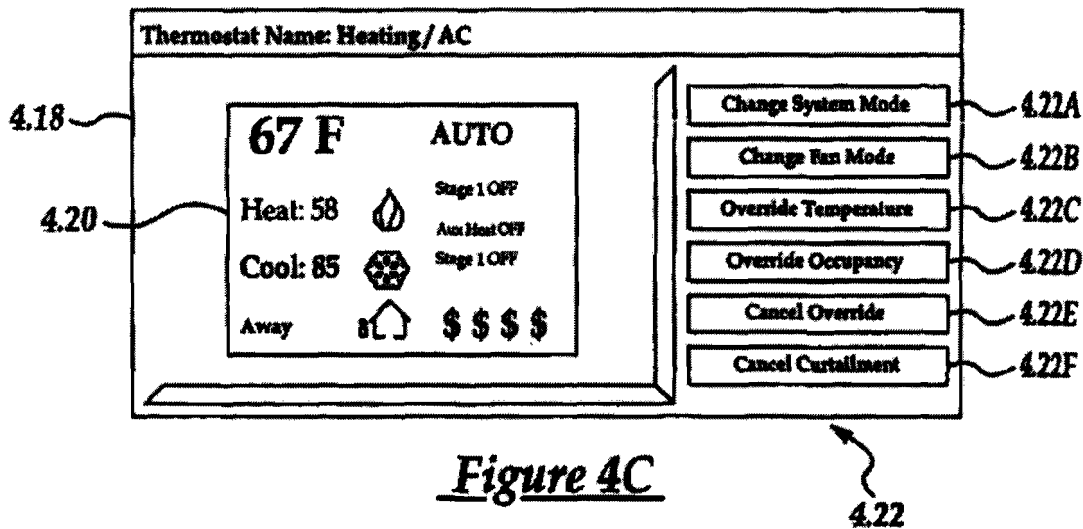 Thermostat Name: Heating/AC
4.18
67 F AUTO
Stage 1 OFF
4.20
Heat: 58
Aux Heat OFF
Cool: 85
Stage 1 OFF
Away
$ $ $ $
Change System Mode
4.22A
Change Fan Mode
4.22B
Override Temperature
4.22C
Override Occupancy
4.22D
Cancel Override
4.22E
Cancel Curtailment
4.22F
Figure 4C
4.22